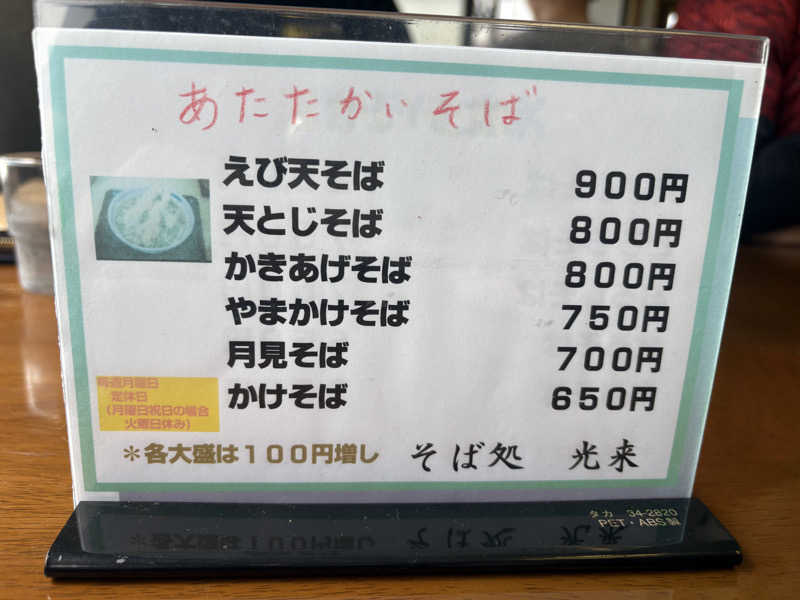 あたたかいそば
えび天そば 900円
天とじそば 800円
かきあげそば 800円
やまかけそば 750円
月見そば 700円
かけそば 650円
毎週月曜日
定休日
(月曜日祝日の場合
火曜日休み)
＊各大盛は100円増し
そば処 光来
タカ 34-2820
PET・ABS製